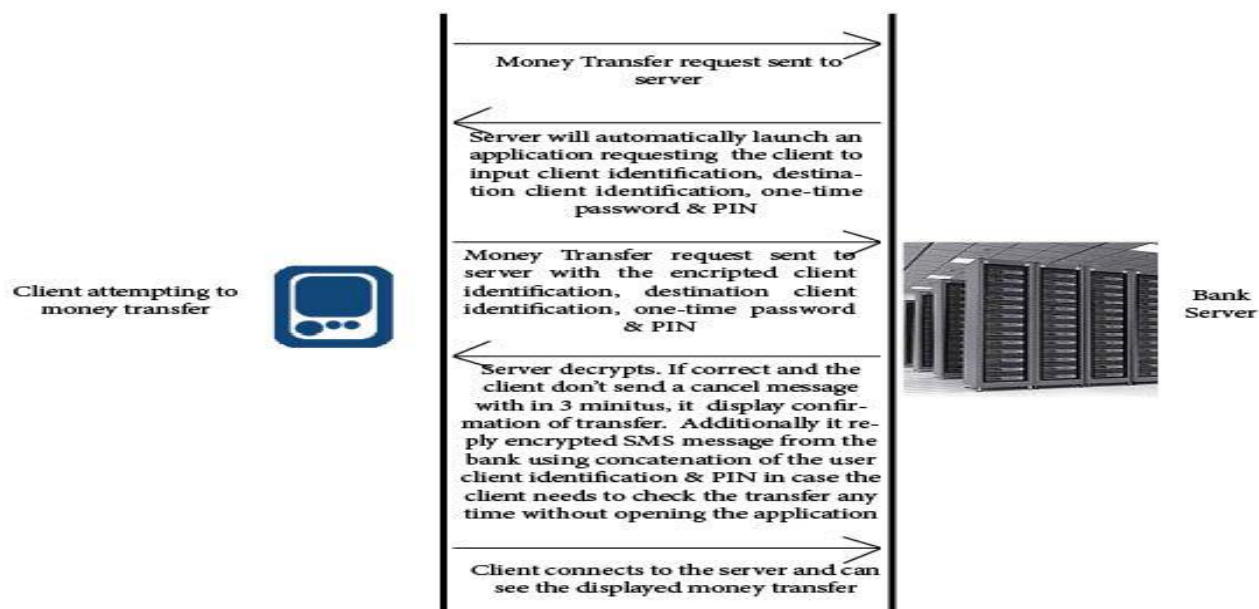 Money Transfer request sent to
server
Server will automatically launch an
application requesting the client to
input client identification, destina-
tion client identification, one-time
password & PIN
Money Transfer request sent to
server with the encripted client
identification, destination client
identification, one-time password
& PIN
Client attempting to
money transfer
Bank
Server
Server decrypts. If correct and the
client don't send a cancel message
with in 3 minitus, it display confir-
mation of transfer. Additionally it re-
ply encrypted SMS message from the
bank using concatenation of the user
client identification & PIN in case the
client needs to check the transfer any
time without opening the application
Client connects to the server and can
see the displayed money transfer